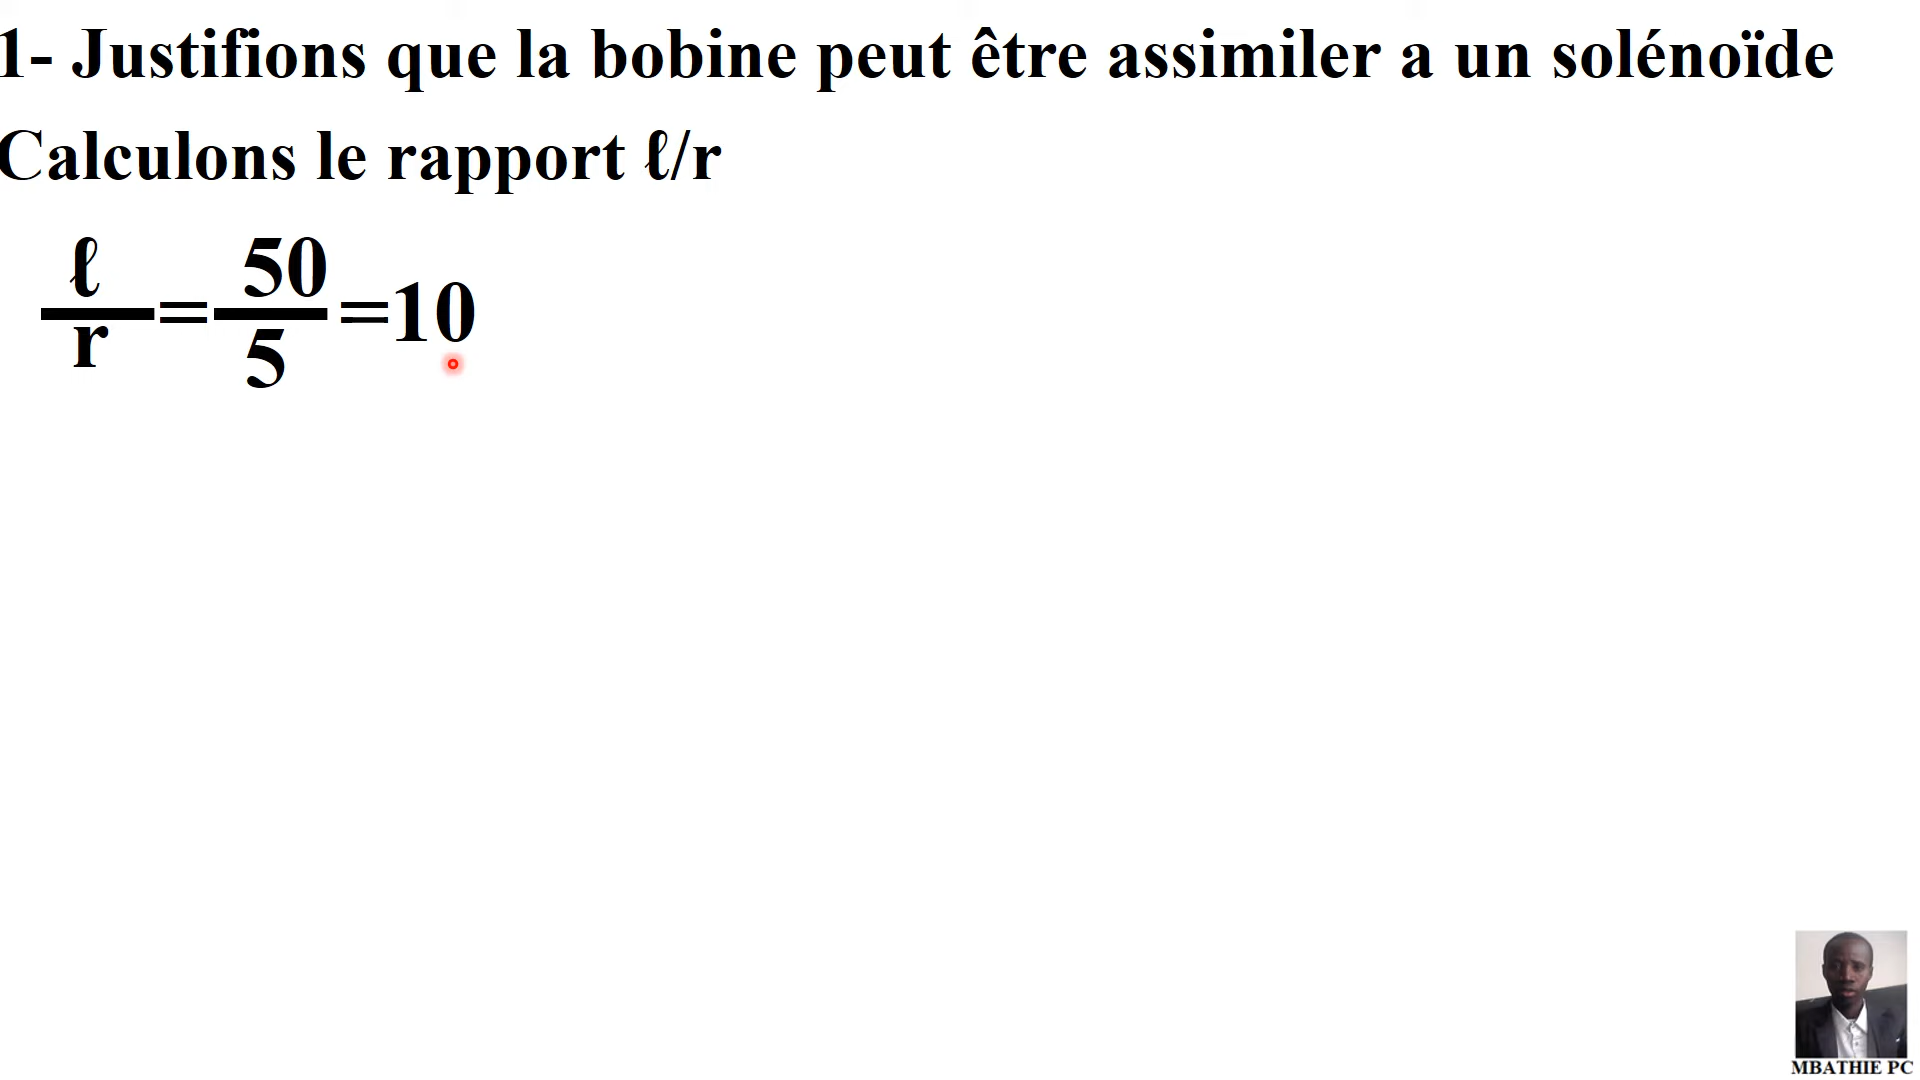 1- Justifions que la bobine peut être assimiler a un solénoïde
Calculons le rapport ℓ/r
ℓ/r=50/5=10
MBATHIE PC